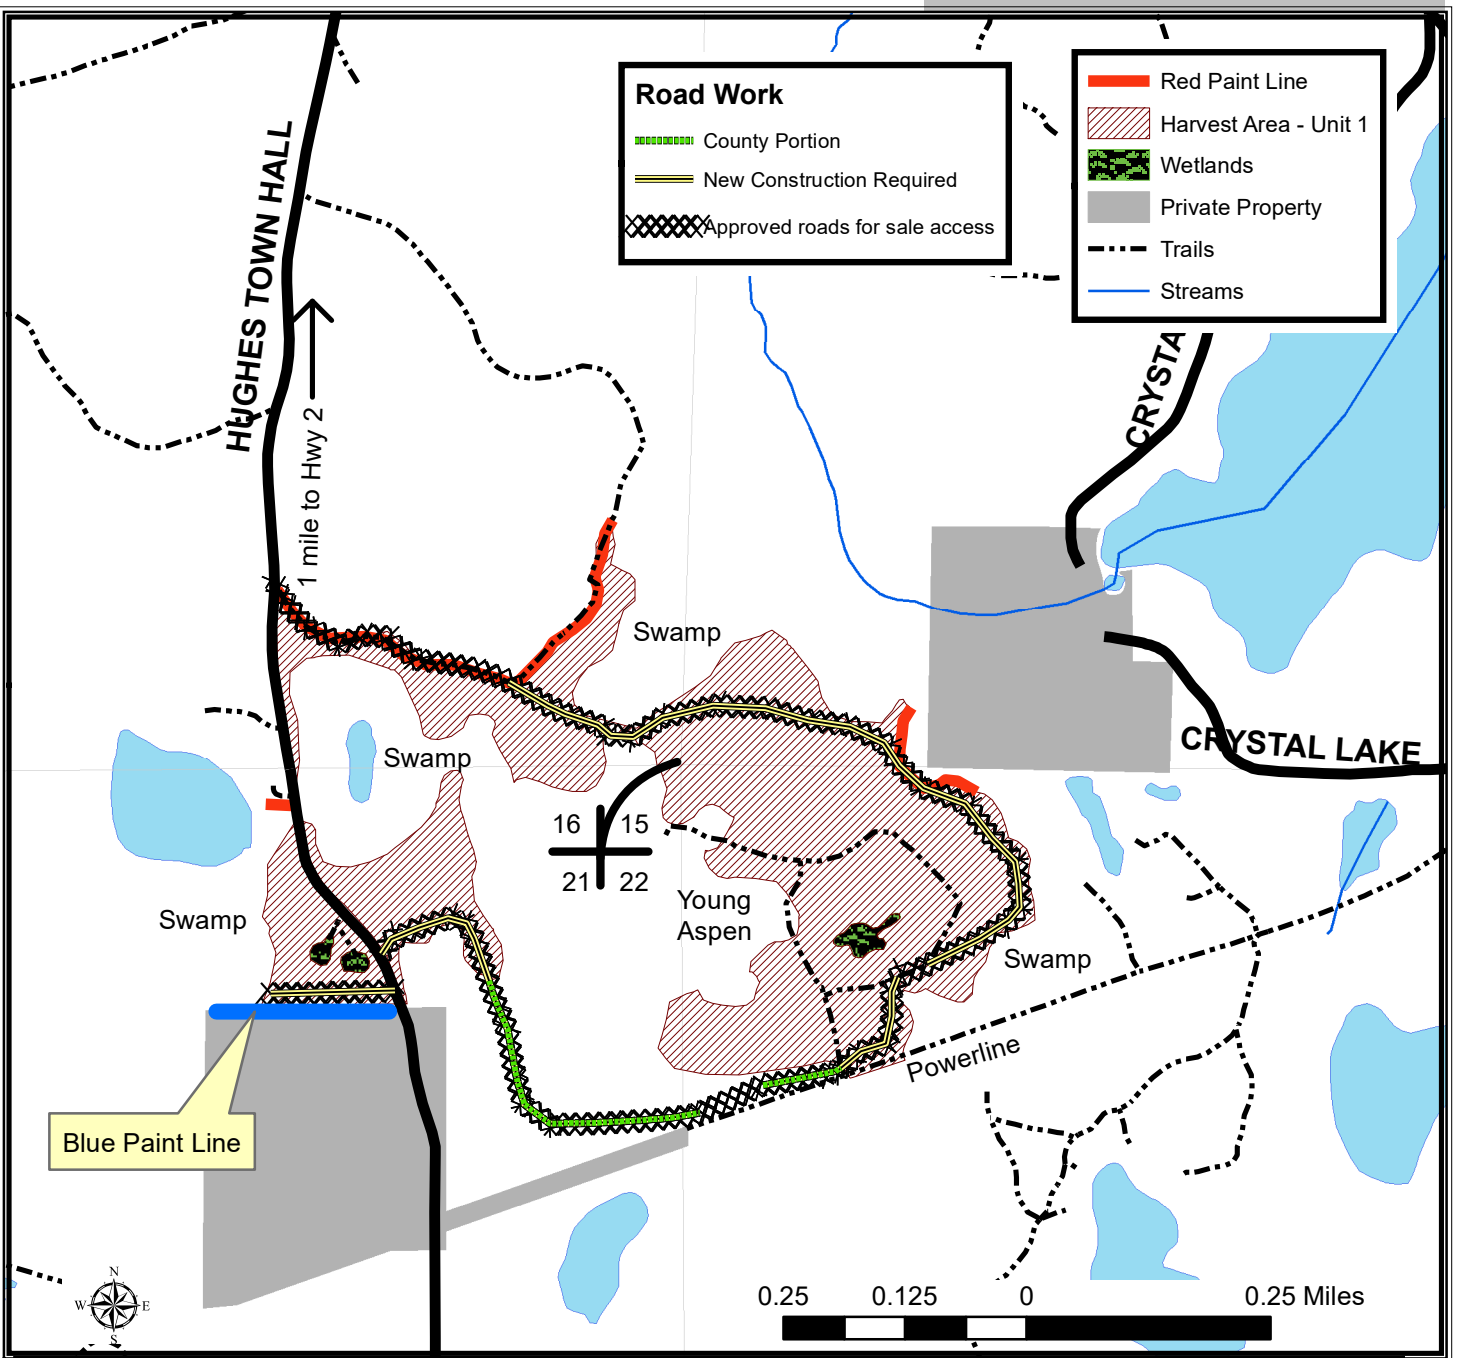 Road Work
County Portion
New Construction Required
Approved roads for sale access
Red Paint Line
Harvest Area - Unit 1
Wetlands
Private Property
Trails
Streams
HUGHES TOWN HALL
1 mile to Hwy 2
CRYSTA
Swamp
Swamp
CRYSTAL LAKE
16 15
21 22
Young
Aspen
Swamp
Swamp
Powerline
Blue Paint Line
N
W E
S
0.25 0.125 0 0.25 Miles